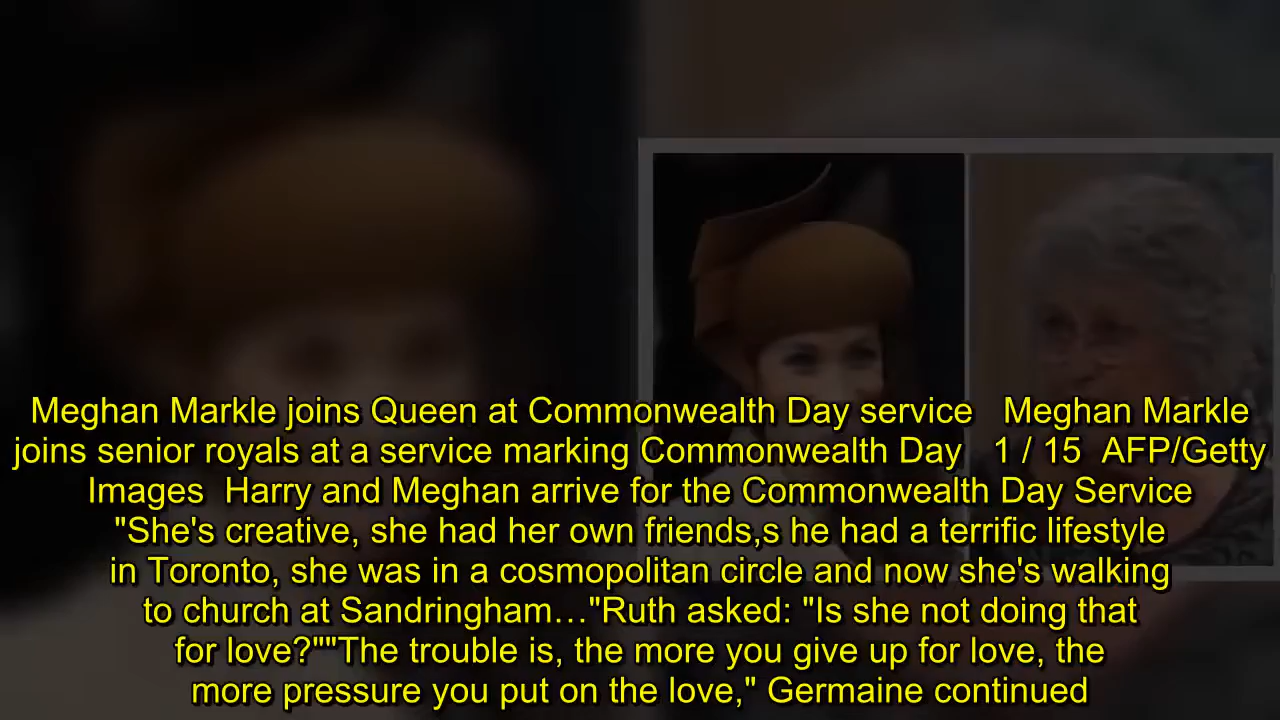 Meghan Markle joins Queen at Commonwealth Day service   Meghan Markle
joins senior royals at a service marking Commonwealth Day   1 / 15  AFP/Getty
Images  Harry and Meghan arrive for the Commonwealth Day Service
"She's creative, she had her own friends,s he had a terrific lifestyle
in Toronto, she was in a cosmopolitan circle and now she's walking
to church at Sandringham…"Ruth asked: "Is she not doing that
for love?""The trouble is, the more you give up for love, the
more pressure you put on the love," Germaine continued